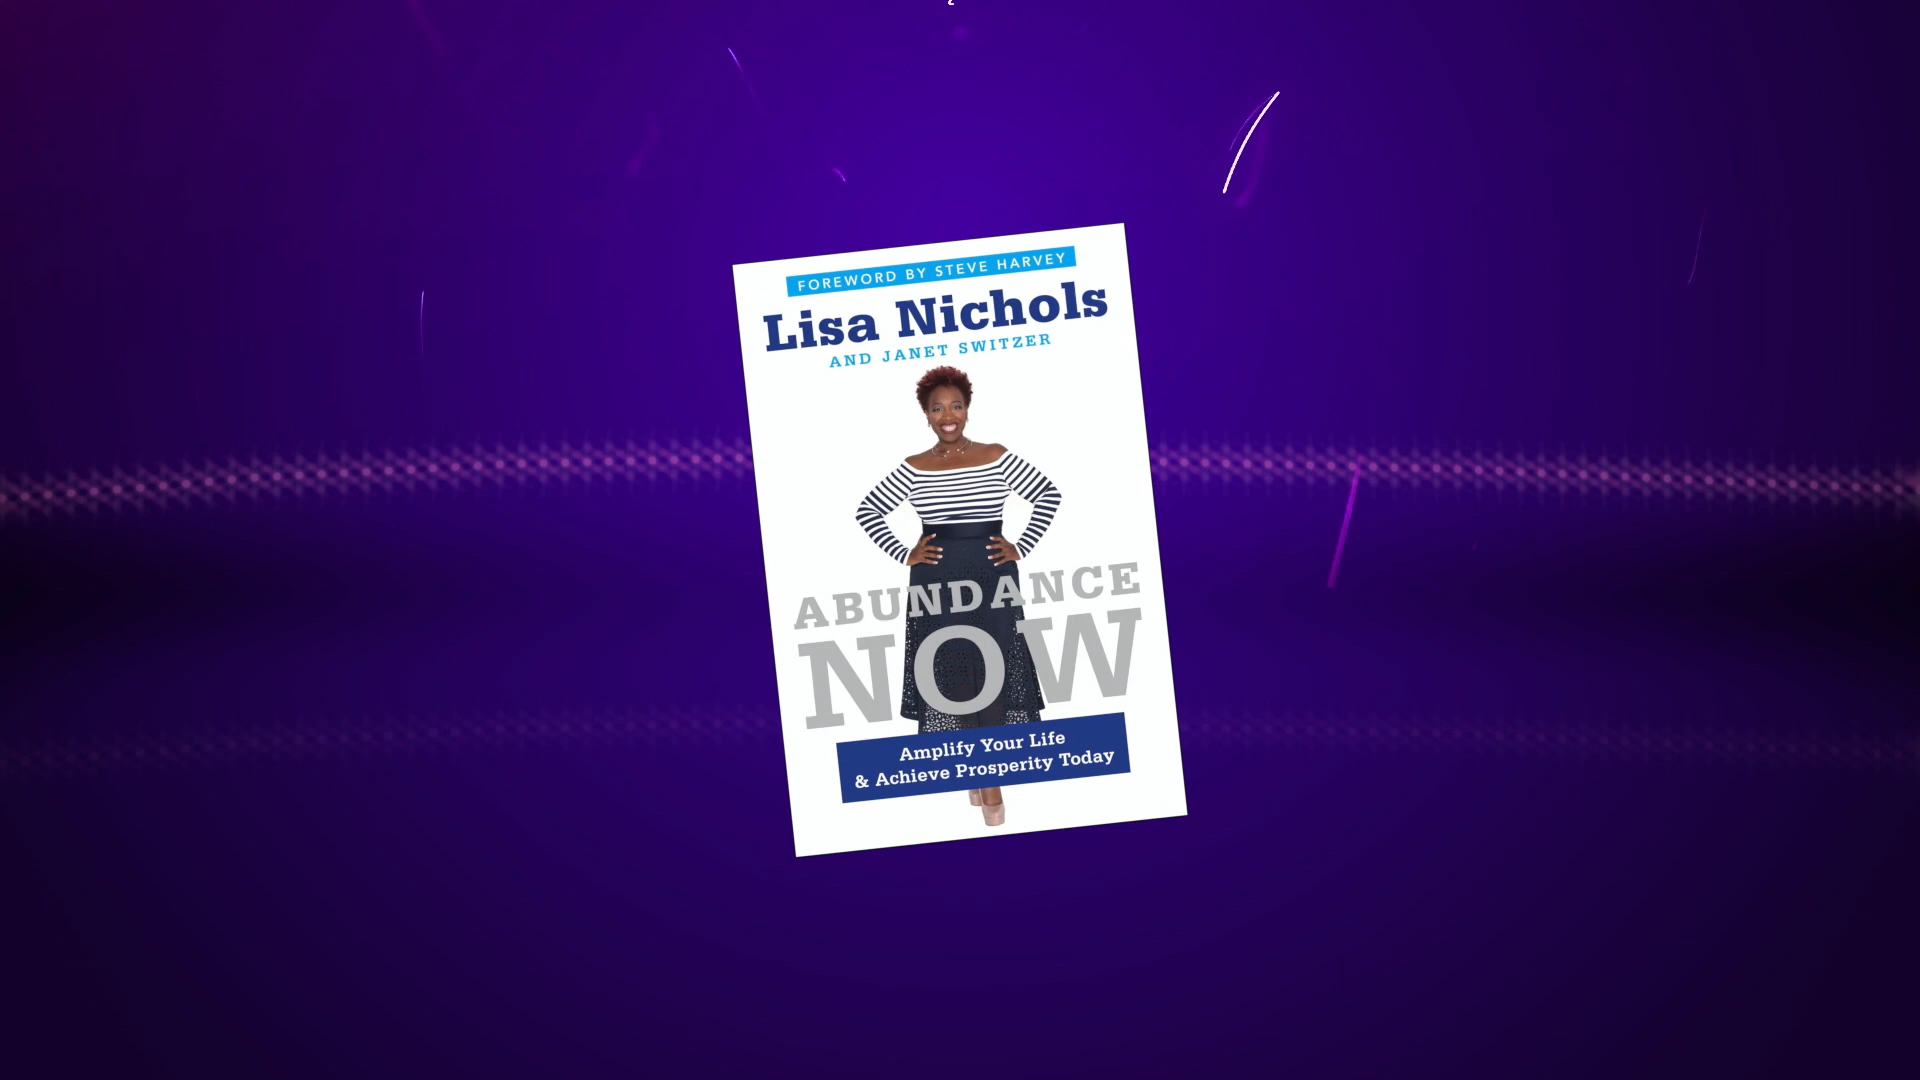 FOREWORD BY STEVE HARVEY
Lisa Nichols
AND JANET SWITZER
ABUNDANCE
NOW
Amplify Your Life
& Achieve Prosperity Today